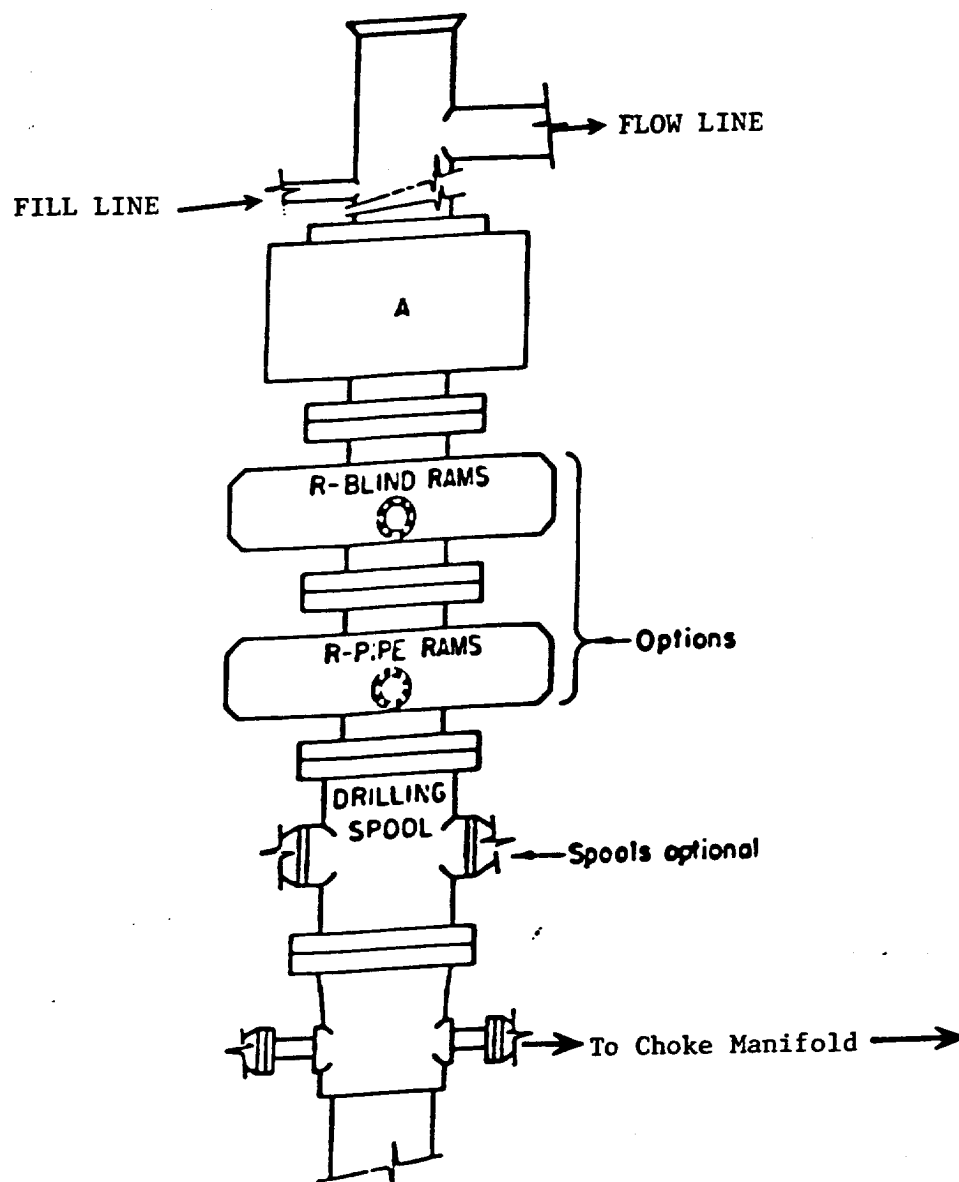 FLOW LINE
FILL LINE
A
R-BLIND RAMS
Options
R-PIPE RAMS
DRILLING
SPOOL
Spools optional
To Choke Manifold